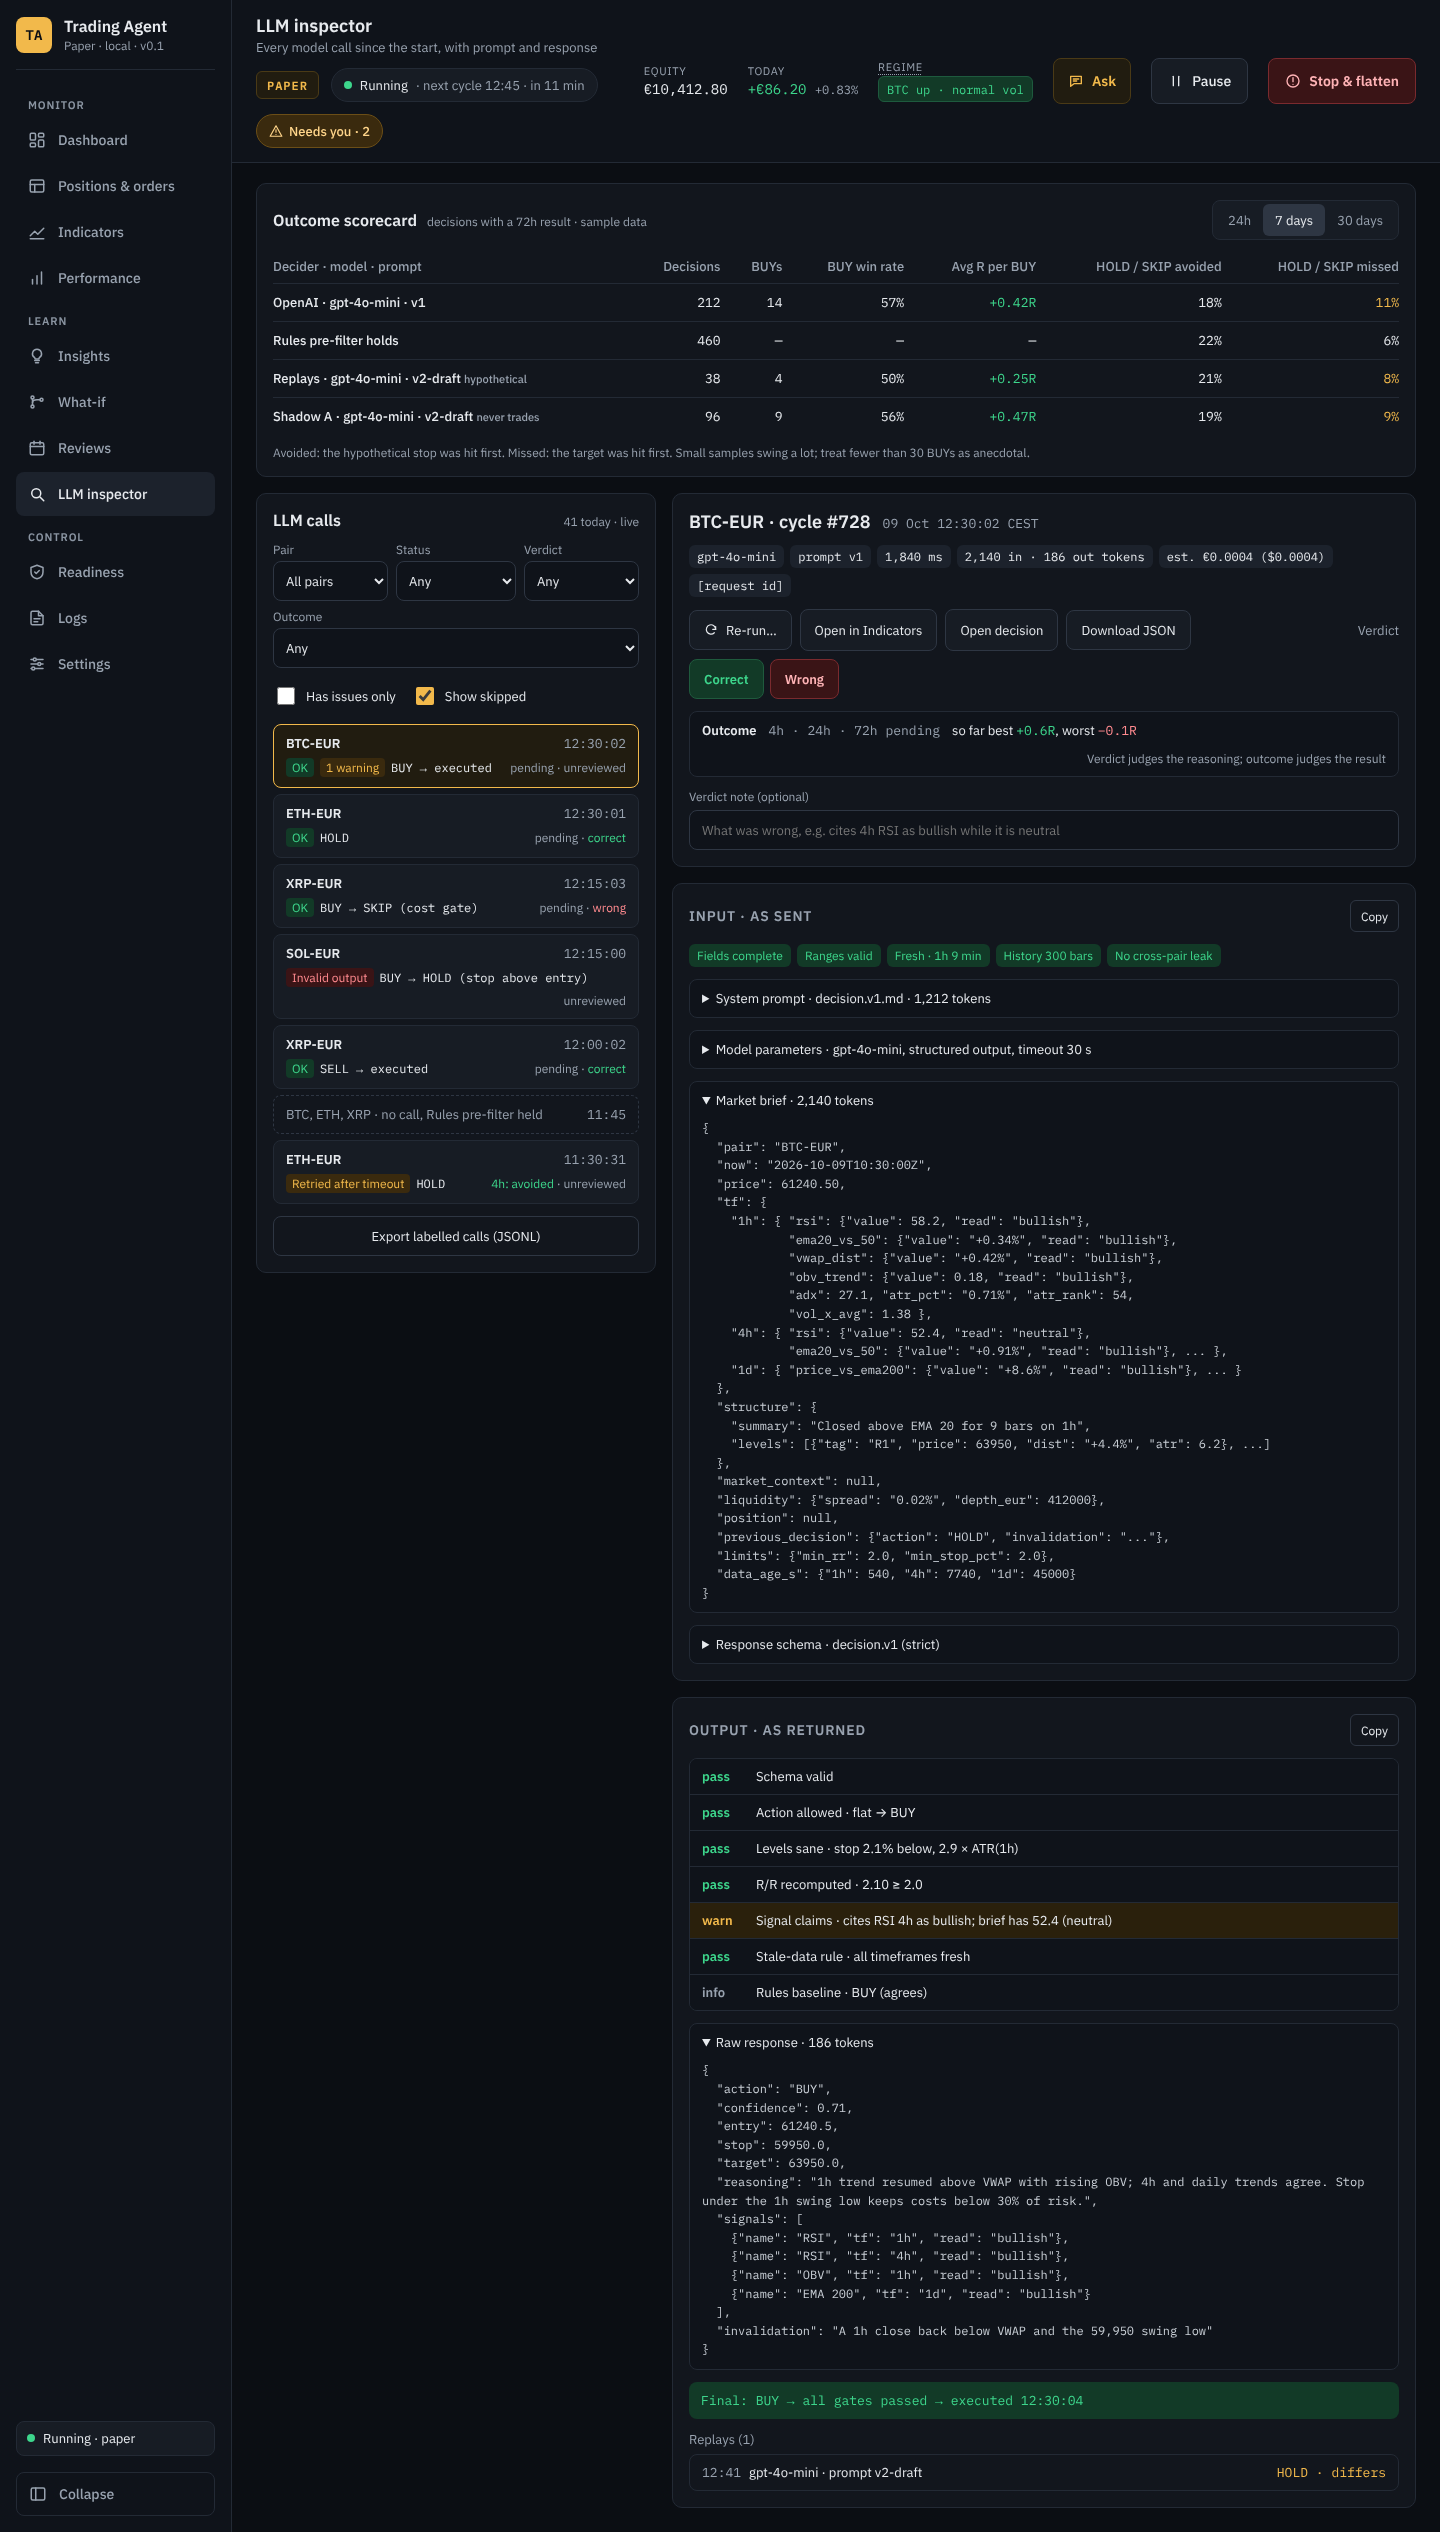 TA
Trading Agent
Paper · local · v0.1
MONITOR
Dashboard
Positions & orders
Indicators
Performance
LEARN
Insights
What-if
Reviews
LLM inspector
CONTROL
Readiness
Logs
Settings
Running · paper
Collapse
LLM inspector
Every model call since the start, with prompt and response
PAPER
Running · next cycle 12:45 · in 11 min
EQUITY
€10,412.80
TODAY
+€86.20 +0.83%
REGIME
BTC up · normal vol
Ask
Pause
Stop & flatten
Needs you · 2
Outcome scorecard decisions with a 72h result · sample data
24h 7 days 30 days
Decider · model · prompt Decisions BUYs BUY win rate Avg R per BUY HOLD / SKIP avoided HOLD / SKIP missed
OpenAI · gpt-4o-mini · v1 212 14 57% +0.42R 18% 11%
Rules pre-filter holds 460 — — — 22% 6%
Replays · gpt-4o-mini · v2-draft hypothetical 38 4 50% +0.25R 21% 8%
Shadow A · gpt-4o-mini · v2-draft never trades 96 9 56% +0.47R 19% 9%
Avoided: the hypothetical stop was hit first. Missed: the target was hit first. Small samples swing a lot; treat fewer than 30 BUYs as anecdotal.
LLM calls 41 today · live
Pair Status Verdict
All pairs Any Any
Outcome
Any
Has issues only Show skipped
BTC-EUR 12:30:02
OK 1 warning BUY → executed pending · unreviewed
ETH-EUR 12:30:01
OK HOLD pending · correct
XRP-EUR 12:15:03
OK BUY → SKIP (cost gate) pending · wrong
SOL-EUR 12:15:00
Invalid output BUY → HOLD (stop above entry)
unreviewed
XRP-EUR 12:00:02
OK SELL → executed pending · correct
BTC, ETH, XRP · no call, Rules pre-filter held 11:45
ETH-EUR 11:30:31
Retried after timeout HOLD 4h: avoided · unreviewed
Export labelled calls (JSONL)
BTC-EUR · cycle #728 09 Oct 12:30:02 CEST
gpt-4o-mini prompt v1 1,840 ms 2,140 in · 186 out tokens est. €0.0004 ($0.0004)
[request id]
Re-run… Open in Indicators Open decision Download JSON Verdict
Correct Wrong
Outcome 4h · 24h · 72h pending so far best +0.6R, worst −0.1R
Verdict judges the reasoning; outcome judges the result
Verdict note (optional)
What was wrong, e.g. cites 4h RSI as bullish while it is neutral
INPUT · AS SENT Copy
Fields complete Ranges valid Fresh · 1h 9 min History 300 bars No cross-pair leak
System prompt · decision.v1.md · 1,212 tokens
Model parameters · gpt-4o-mini, structured output, timeout 30 s
Market brief · 2,140 tokens
{
  "pair": "BTC-EUR",
  "now": "2026-10-09T10:30:00Z",
  "price": 61240.50,
  "tf": {
    "1h": { "rsi": {"value": 58.2, "read": "bullish"},
            "ema20_vs_50": {"value": "+0.34%", "read": "bullish"},
            "vwap_dist": {"value": "+0.42%", "read": "bullish"},
            "obv_trend": {"value": 0.18, "read": "bullish"},
            "adx": 27.1, "atr_pct": "0.71%", "atr_rank": 54,
            "vol_x_avg": 1.38 },
    "4h": { "rsi": {"value": 52.4, "read": "neutral"},
            "ema20_vs_50": {"value": "+0.91%", "read": "bullish"}, ... },
    "1d": { "price_vs_ema200": {"value": "+8.6%", "read": "bullish"}, ... }
  },
  "structure": {
    "summary": "Closed above EMA 20 for 9 bars on 1h",
    "levels": [{"tag": "R1", "price": 63950, "dist": "+4.4%", "atr": 6.2}, ...]
  },
  "market_context": null,
  "liquidity": {"spread": "0.02%", "depth_eur": 412000},
  "position": null,
  "previous_decision": {"action": "HOLD", "invalidation": "..."},
  "limits": {"min_rr": 2.0, "min_stop_pct": 2.0},
  "data_age_s": {"1h": 540, "4h": 7740, "1d": 45000}
}
Response schema · decision.v1 (strict)
OUTPUT · AS RETURNED Copy
pass Schema valid
pass Action allowed · flat → BUY
pass Levels sane · stop 2.1% below, 2.9 × ATR(1h)
pass R/R recomputed · 2.10 ≥ 2.0
warn Signal claims · cites RSI 4h as bullish; brief has 52.4 (neutral)
pass Stale-data rule · all timeframes fresh
info Rules baseline · BUY (agrees)
Raw response · 186 tokens
{
  "action": "BUY",
  "confidence": 0.71,
  "entry": 61240.5,
  "stop": 59950.0,
  "target": 63950.0,
  "reasoning": "1h trend resumed above VWAP with rising OBV; 4h and daily trends agree. Stop
under the 1h swing low keeps costs below 30% of risk.",
  "signals": [
    {"name": "RSI", "tf": "1h", "read": "bullish"},
    {"name": "RSI", "tf": "4h", "read": "bullish"},
    {"name": "OBV", "tf": "1h", "read": "bullish"},
    {"name": "EMA 200", "tf": "1d", "read": "bullish"}
  ],
  "invalidation": "A 1h close back below VWAP and the 59,950 swing low"
}
Final: BUY → all gates passed → executed 12:30:04
Replays (1)
12:41 gpt-4o-mini · prompt v2-draft HOLD · differs